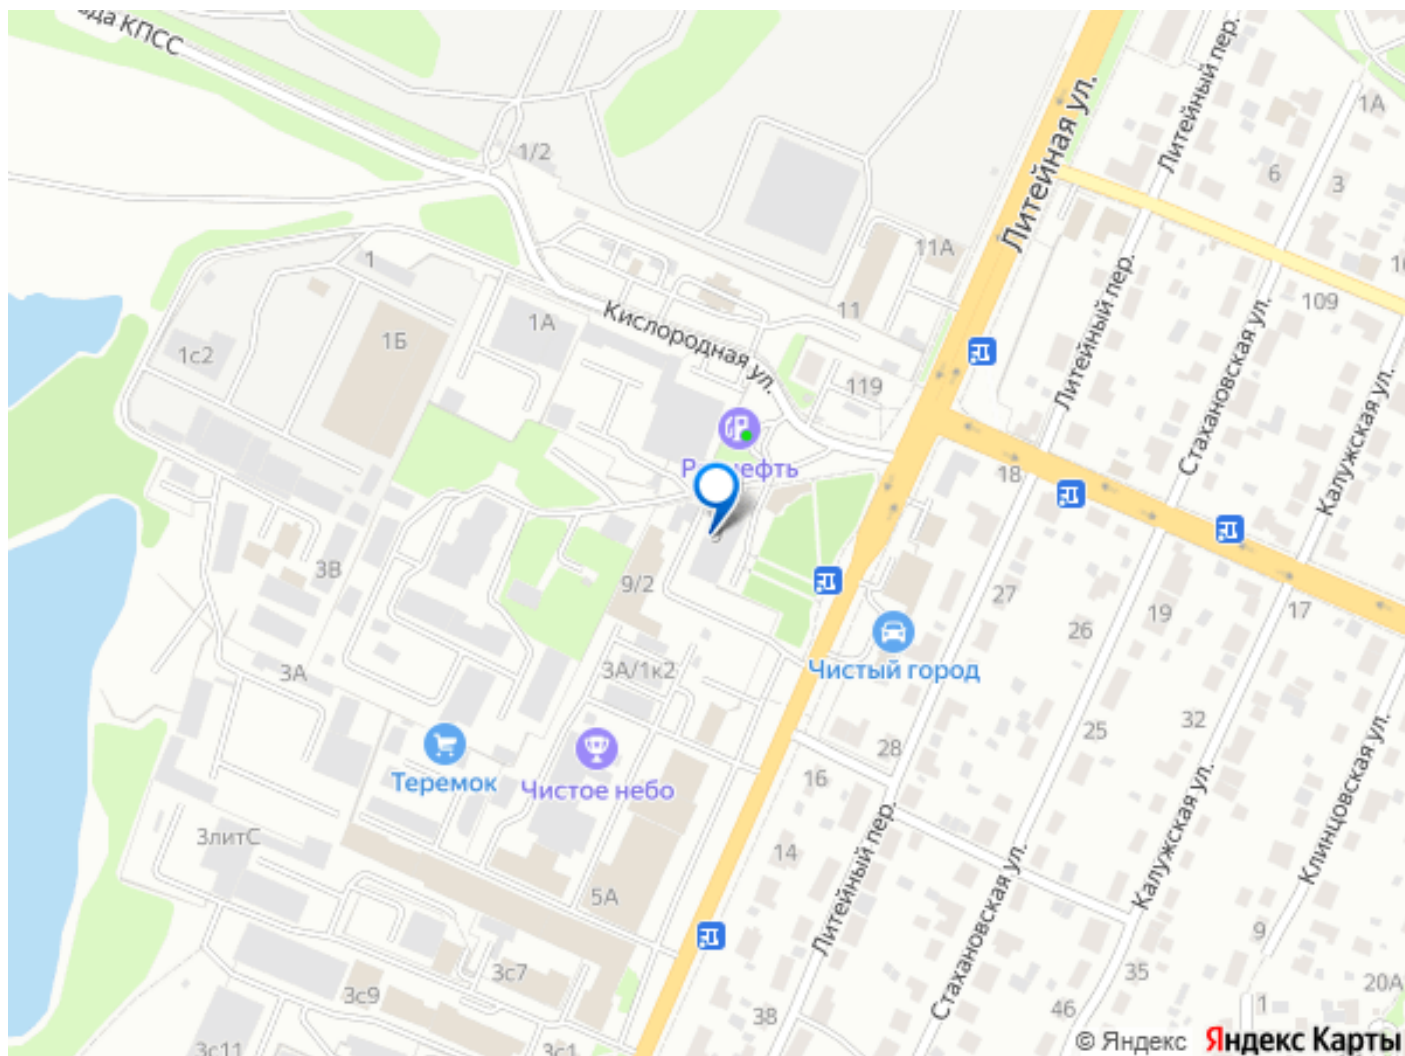 да КПСС
1/2
Литейная ул.
Литейный пер.
1А
6
3
11А
1
11
109
1А
1Б
1с2
Кислородная ул.
119
Литейный пер.
Стахановская ул.
Калужская ул.
18
3В
9/2
27
26
19
17
3А
3А/1к2
Чистый город
Теремок
Чистое небо
28
25
32
16
14
3литС
5А
Литейный пер.
Стахановская ул.
Калужская ул.
Клинцовская ул.
9
3с7
3с9
35
20А
1
46
38
3с11
3с1
© Яндекс Яндекс Карты